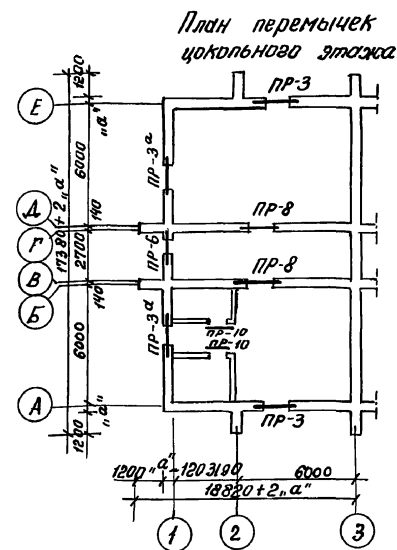 План перемычек
цокольного этажа
1200
ПР-3
Е
"а"
ПР-3ª
6000
Д
140
ПР-8
Г
17380+2„а"
ПР-6
2700
В
ПР-8
140
Б
ПР-3ª
ПР-10
ПР-10
6000
А
"а"
ПР-3
1200
1200 "а" 120 3190 6000
18820+2„а"
1 2 3